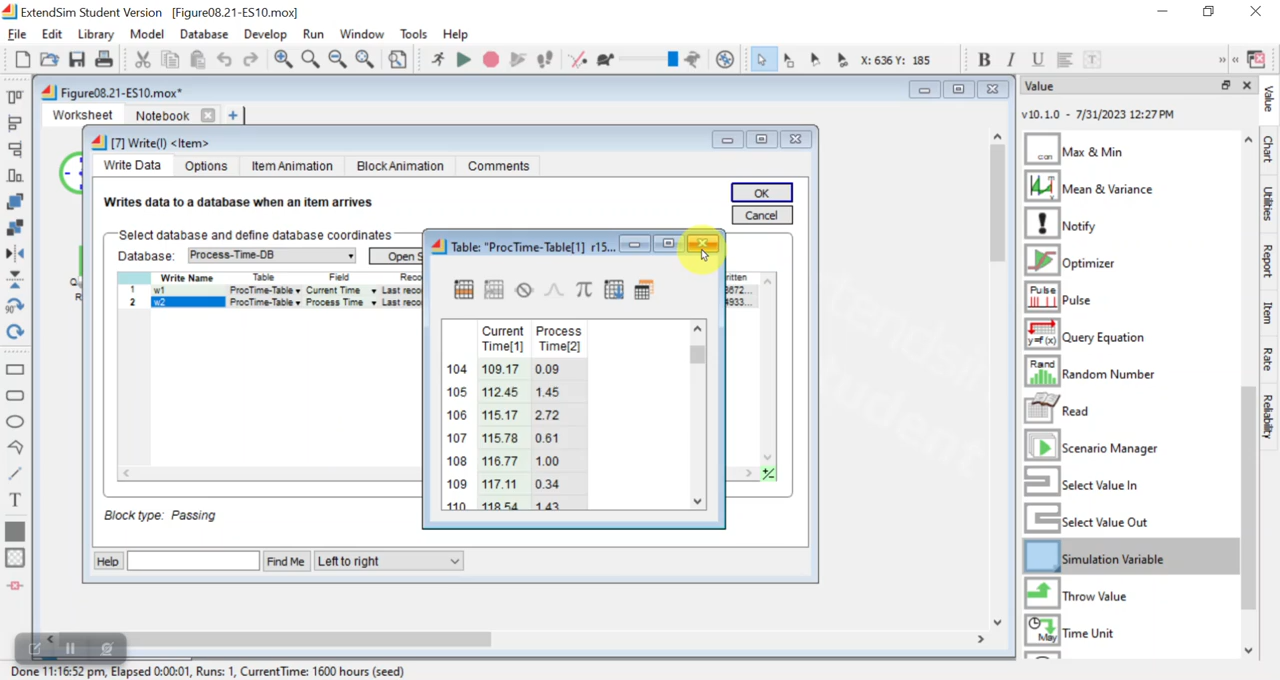 ExtendSim Student Version [Figure08.21-ES10.mox]
File Edit Library Model Database Develop Run Window Tools Help
X: 636 Y: 185
B I U T
Figure08.21-ES10.mox*
Worksheet Notebook
[7] Write(I) <Item>
Write Data Options Item Animation Block Animation Comments
Writes data to a database when an item arrives
OK
Cancel
Select database and define database coordinates
Database: Process-Time-DB Open S
Write Name Table Field Reco
1 w1 ProcTime-Table Current Time Last reco
2 w2 ProcTime-Table Process Time Last reco
Block type: Passing
Help Find Me Left to right
Table: "ProcTime-Table[1] r15...
Current Time[1] Process Time[2]
104 109.17 0.09
105 112.45 1.45
106 115.17 2.72
107 115.78 0.61
108 116.77 1.00
109 117.11 0.34
110 118.54 1.43
Value
v10.1.0 - 7/31/2023 12:27PM
Max & Min
Mean & Variance
Notify
Optimizer
Pulse
Query Equation
Random Number
Read
Scenario Manager
Select Value In
Select Value Out
Simulation Variable
Throw Value
Time Unit
Value
Chart
Utilities
Report
Item
Rate
Reliability
Done 11:16:52 pm, Elapsed 0:00:01, Runs: 1, CurrentTime: 1600 hours (seed)